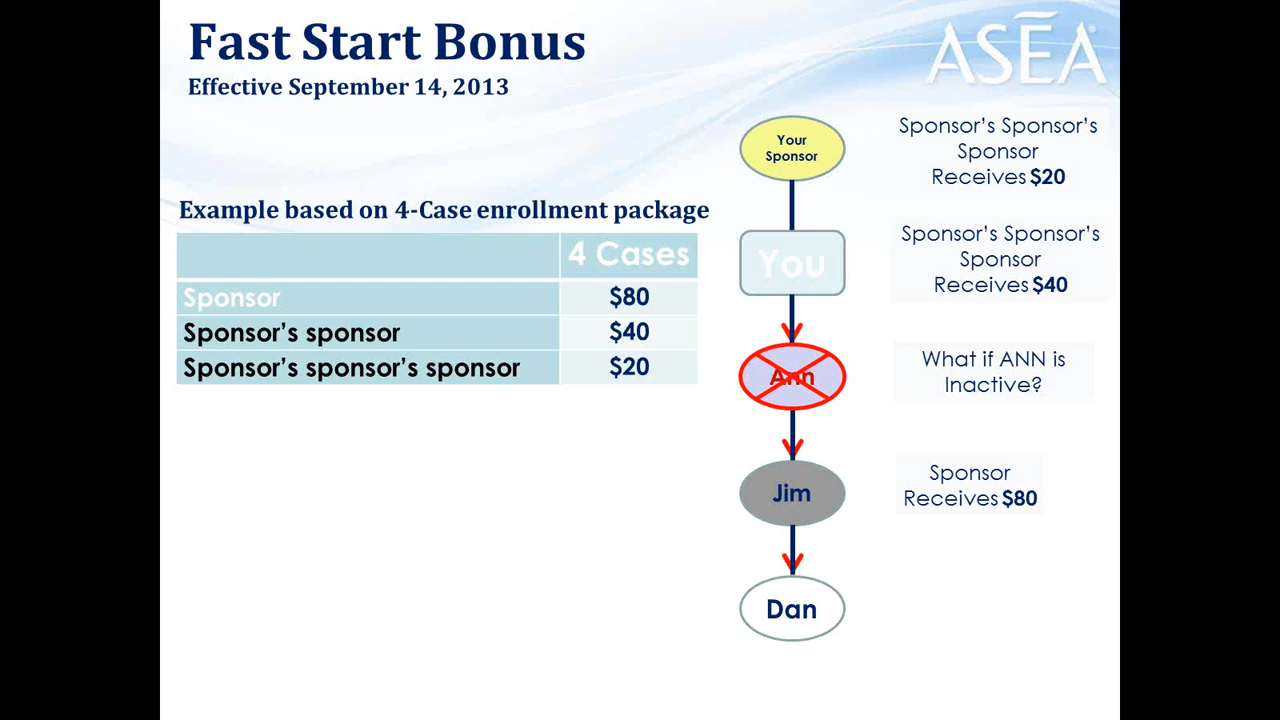 Fast Start Bonus
Effective September 14, 2013
ASEA
Example based on 4-Case enrollment package
4 Cases
Sponsor $80
Sponsor's sponsor $40
Sponsor's sponsor's sponsor $20
Your
Sponsor
You
Ann
Jim
Dan
Sponsor's Sponsor's
Sponsor
Receives $20
Sponsor's Sponsor's
Sponsor
Receives $40
What if ANN is
Inactive?
Sponsor
Receives $80